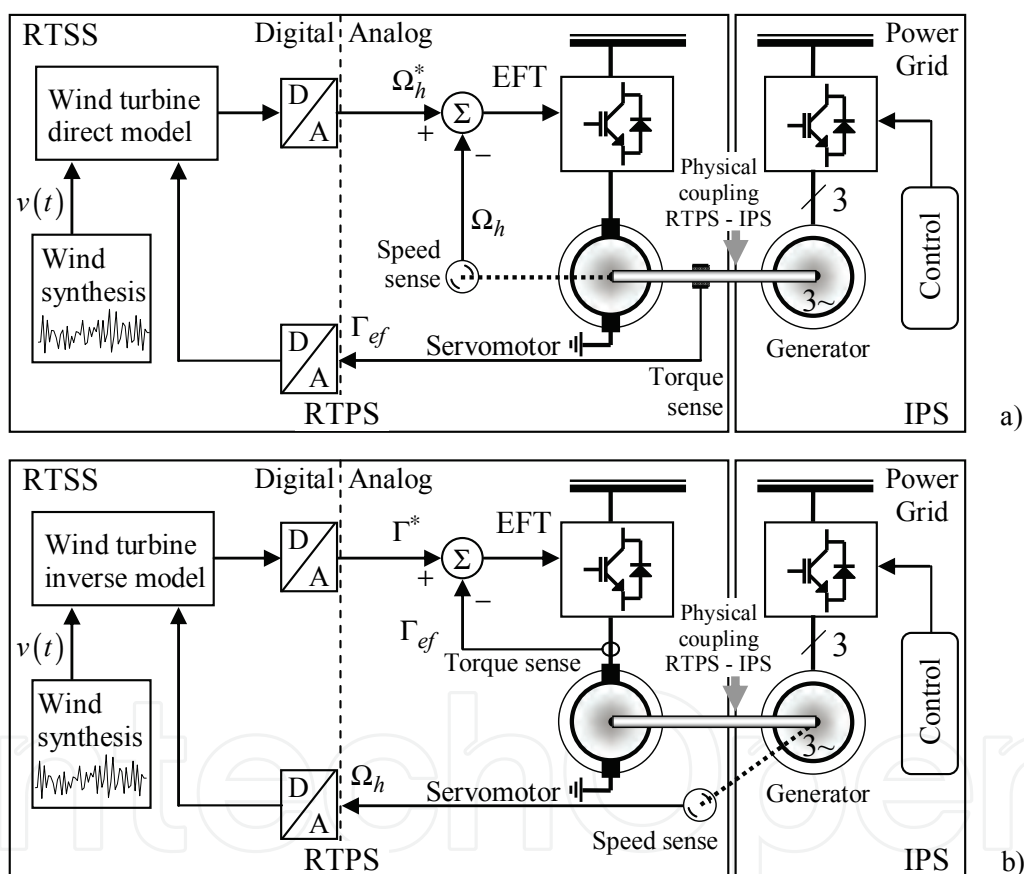 RTSS
Digital
Analog
Power
Grid
Wind turbine
direct model
D
A
Ω*h
+
Σ
−
EFT
Physical
coupling
RTPS - IPS
3
v(t)
Ωh
Speed
sense
Wind
synthesis
Control
3~
Γef
D
A
Servomotor
Generator
Torque
sense
RTPS
IPS
a)
RTSS
Digital
Analog
Power
Grid
Wind turbine
inverse model
D
A
Γ*
+
Σ
−
EFT
Physical
coupling
RTPS - IPS
3
v(t)
Γef
Torque sense
Wind
synthesis
Control
3~
D
A
Ωh
Servomotor
Generator
Speed sense
RTPS
IPS
b)
ntechOpen